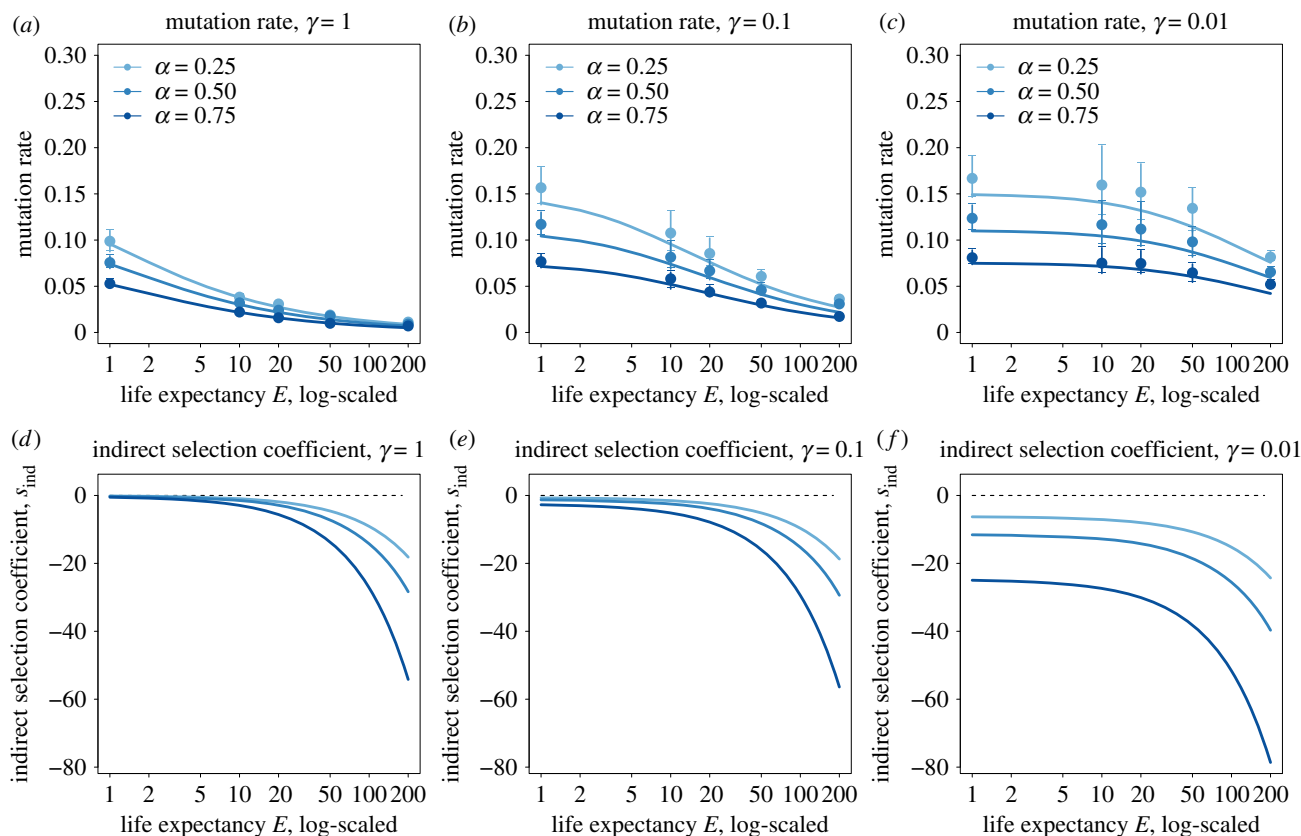 (a) mutation rate, γ = 1
0.30
0.25
0.20
0.15
0.10
0.05
0
mutation rate
α = 0.25
α = 0.50
α = 0.75
1 2 5 10 20 50 100 200
life expectancy E, log-scaled
(b) mutation rate, γ = 0.1
0.30
0.25
0.20
0.15
0.10
0.05
0
mutation rate
α = 0.25
α = 0.50
α = 0.75
1 2 5 10 20 50 100 200
life expectancy E, log-scaled
(c) mutation rate, γ = 0.01
0.30
0.25
0.20
0.15
0.10
0.05
0
mutation rate
α = 0.25
α = 0.50
α = 0.75
1 2 5 10 20 50 100 200
life expectancy E, log-scaled
(d) indirect selection coefficient, γ = 1
0
−20
−40
−60
−80
indirect selection coefficient, s_ind
1 2 5 10 20 50 100 200
life expectancy E, log-scaled
(e) indirect selection coefficient, γ = 0.1
0
−20
−40
−60
−80
indirect selection coefficient, s_ind
1 2 5 10 20 50 100 200
life expectancy E, log-scaled
(f) indirect selection coefficient, γ = 0.01
0
−20
−40
−60
−80
indirect selection coefficient, s_ind
1 2 5 10 20 50 100 200
life expectancy E, log-scaled